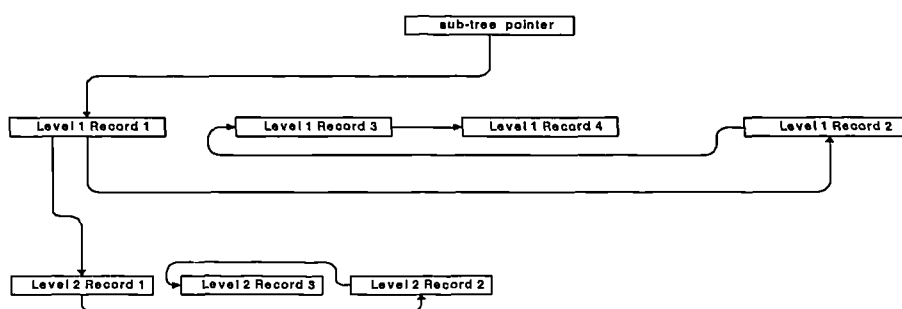 sub-tree pointer
Level 1 Record 1
Level 1 Record 3
Level 1 Record 4
Level 1 Record 2
Level 2 Record 1
Level 2 Record 3
Level 2 Record 2